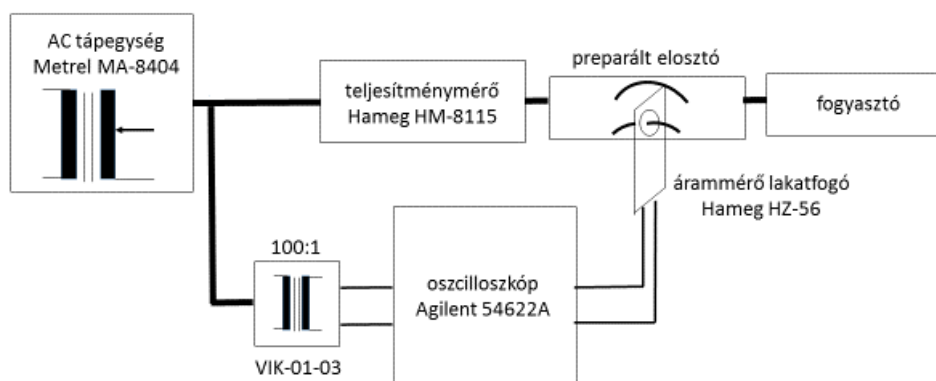 AC tápegység
Metrel MA-8404
teljesítménymérő
Hameg HM-8115
preparált elosztó
fogyasztó
árammérő lakatfogó
Hameg HZ-56
100:1
VIK-01-03
oszcilloszkóp
Agilent 54622A